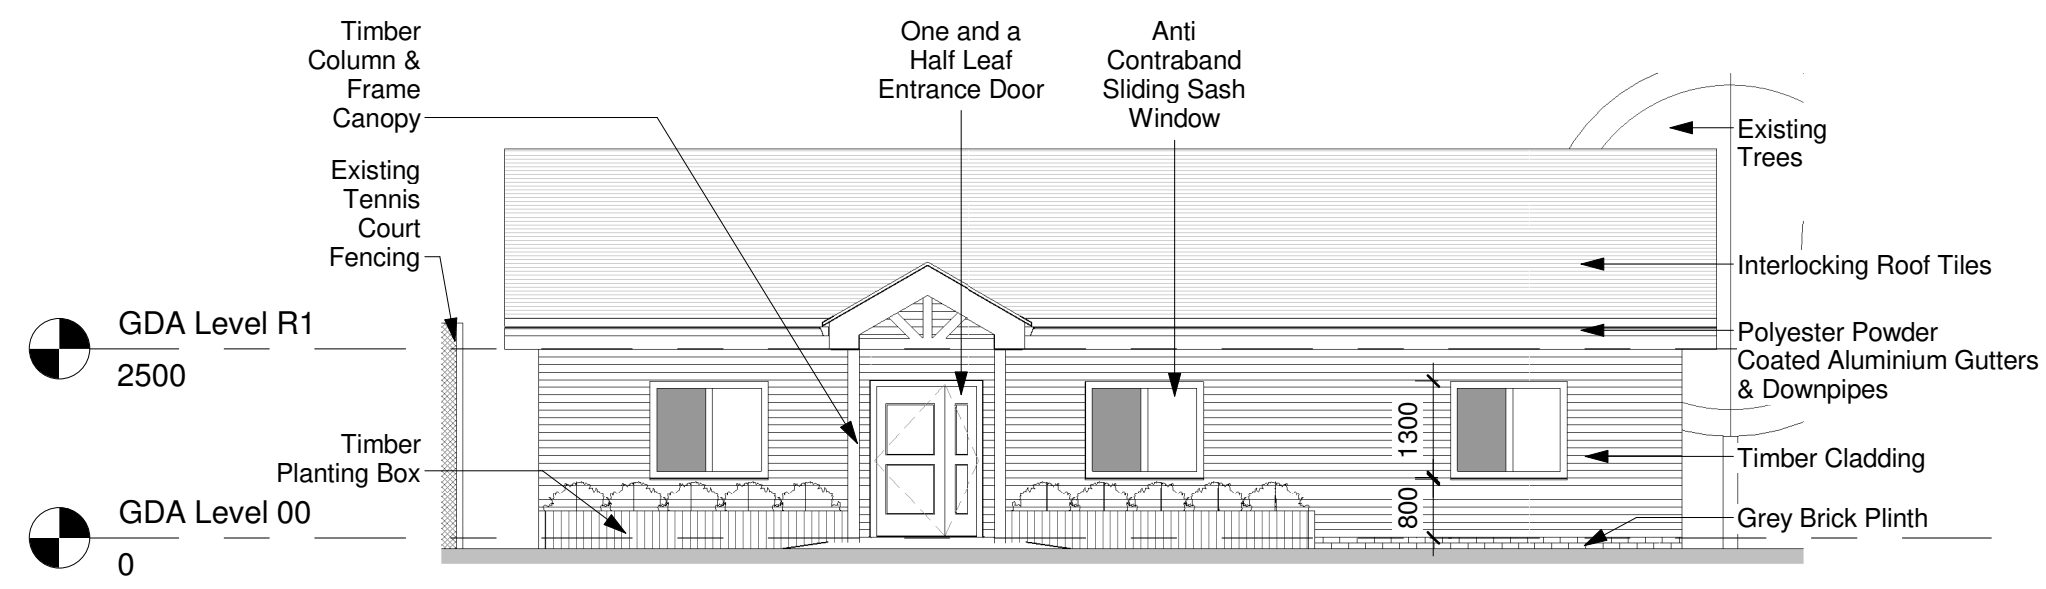 Timber
Column &
Frame
Canopy
One and a
Half Leaf
Entrance Door
Anti
Contraband
Sliding Sash
Window
Existing
Trees
Existing
Tennis
Court
Fencing
Interlocking Roof Tiles
GDA Level R1
2500
Polyester Powder
Coated Aluminium Gutters
& Downpipes
1300
Timber
Planting Box
Timber Cladding
GDA Level 00
0
800
Grey Brick Plinth